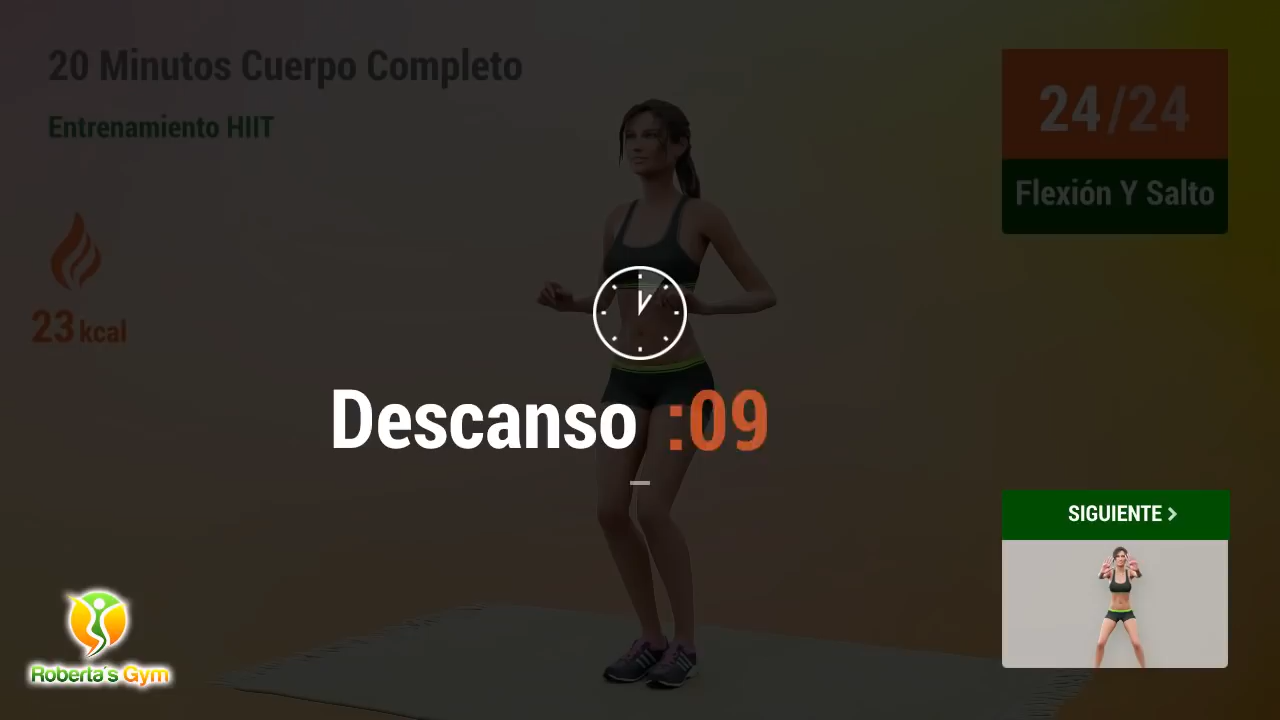 20 Minutos Cuerpo Completo
Entrenamiento HIIT
24/24
Flexión Y Salto
23 kcal
Descanso :09
SIGUIENTE >
Roberta´s Gym